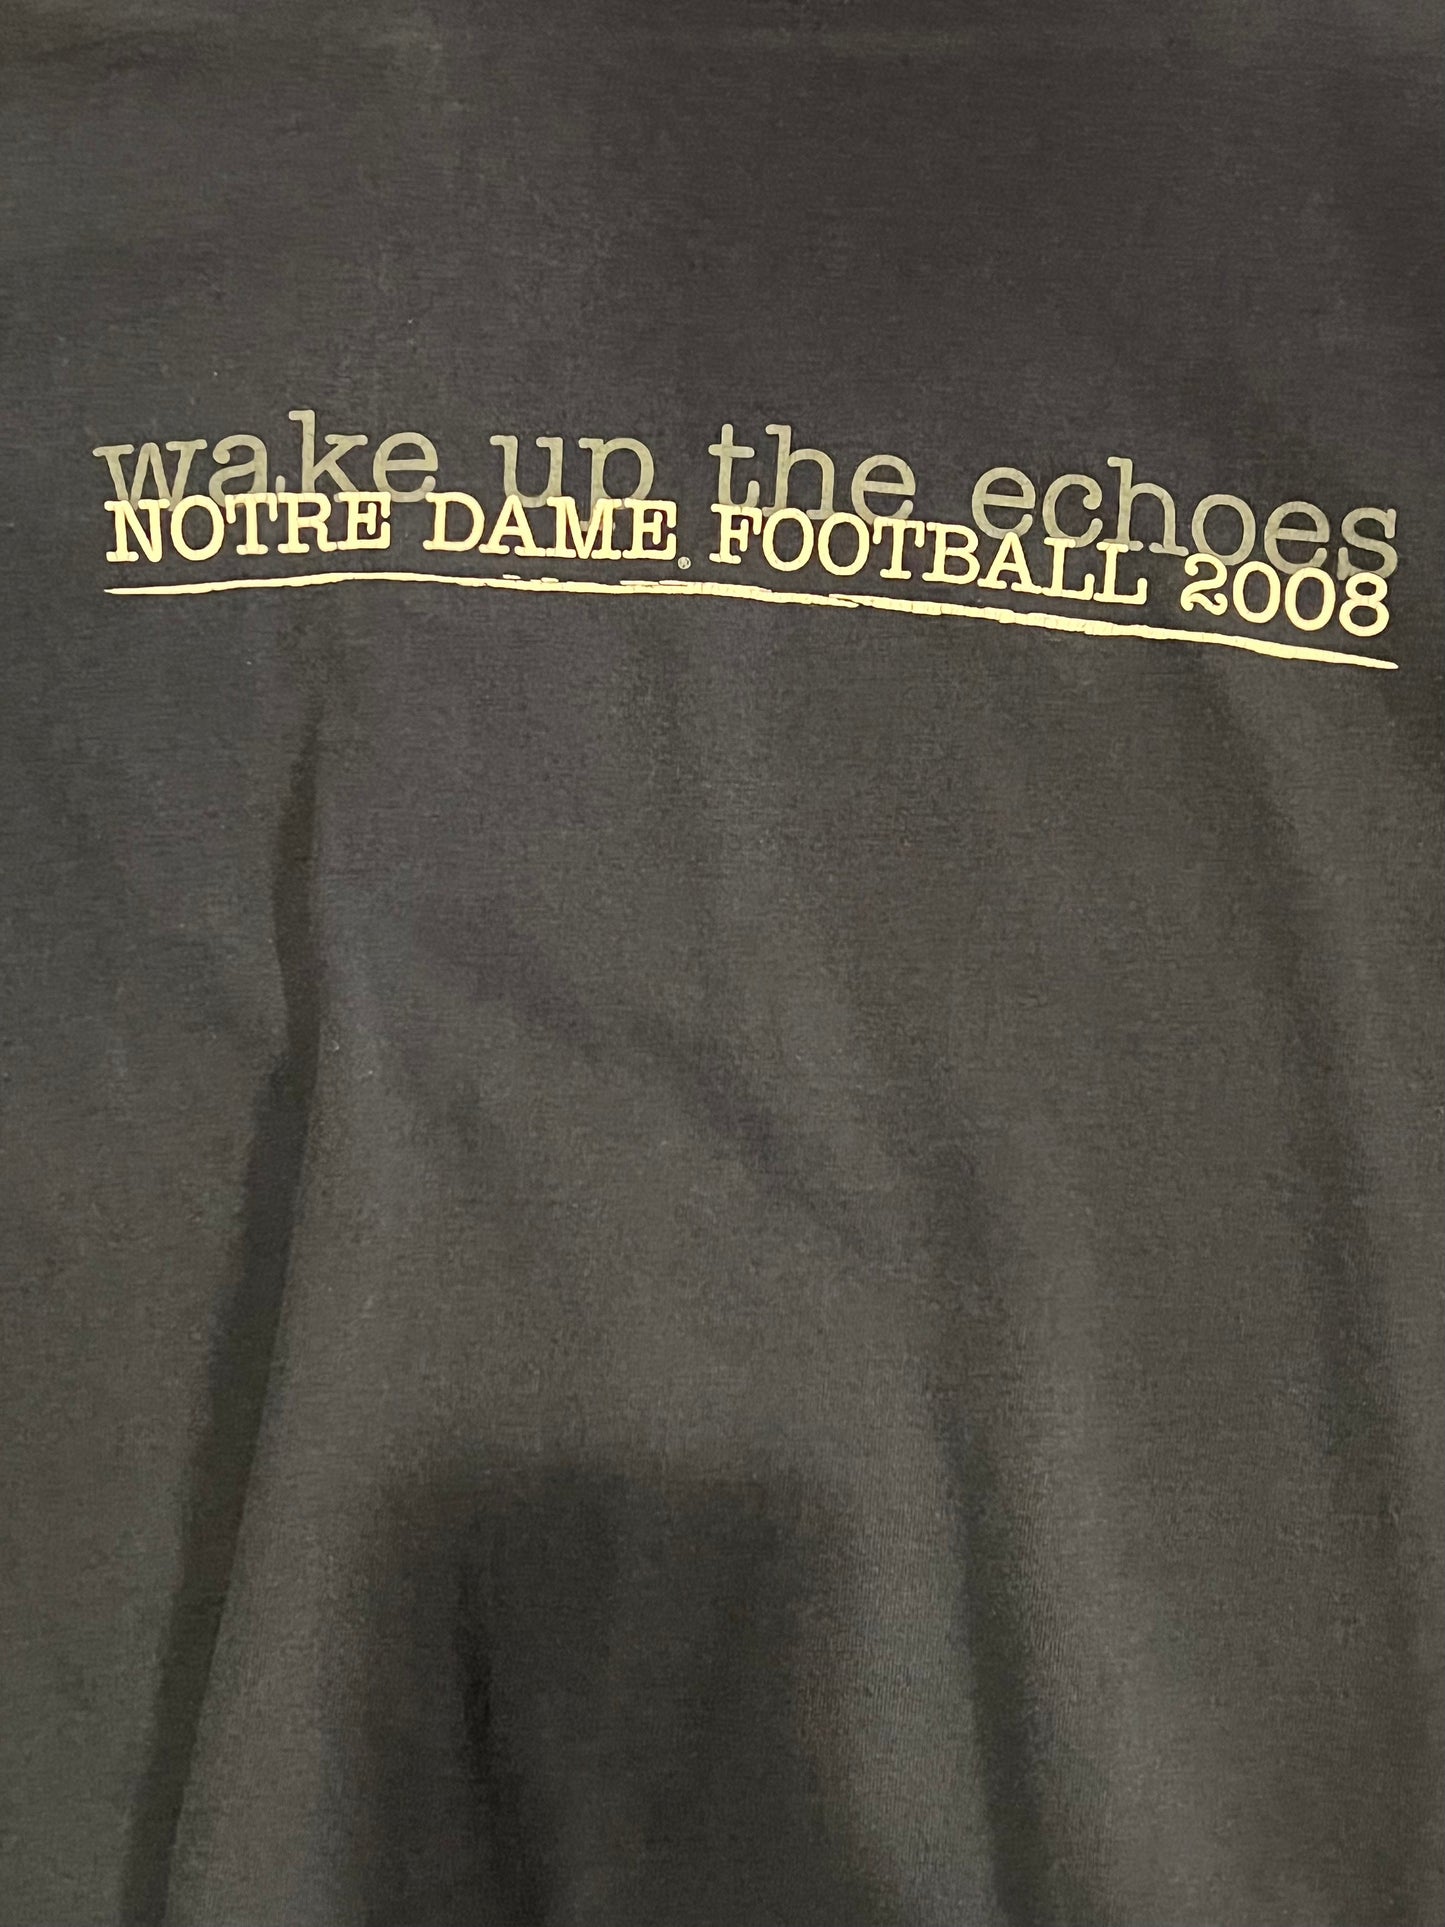 wake up the echoes
NOTRE DAME® FOOTBALL 2008